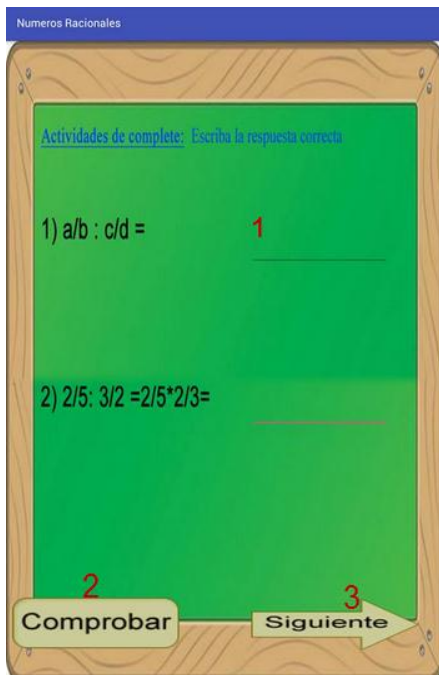 Numeros Racionales
Actividades de complete: Escriba la respuesta correcta
1) a/b : c/d = 1
2) 2/5: 3/2 =2/5*2/3=
2
3
Comprobar
Siguiente